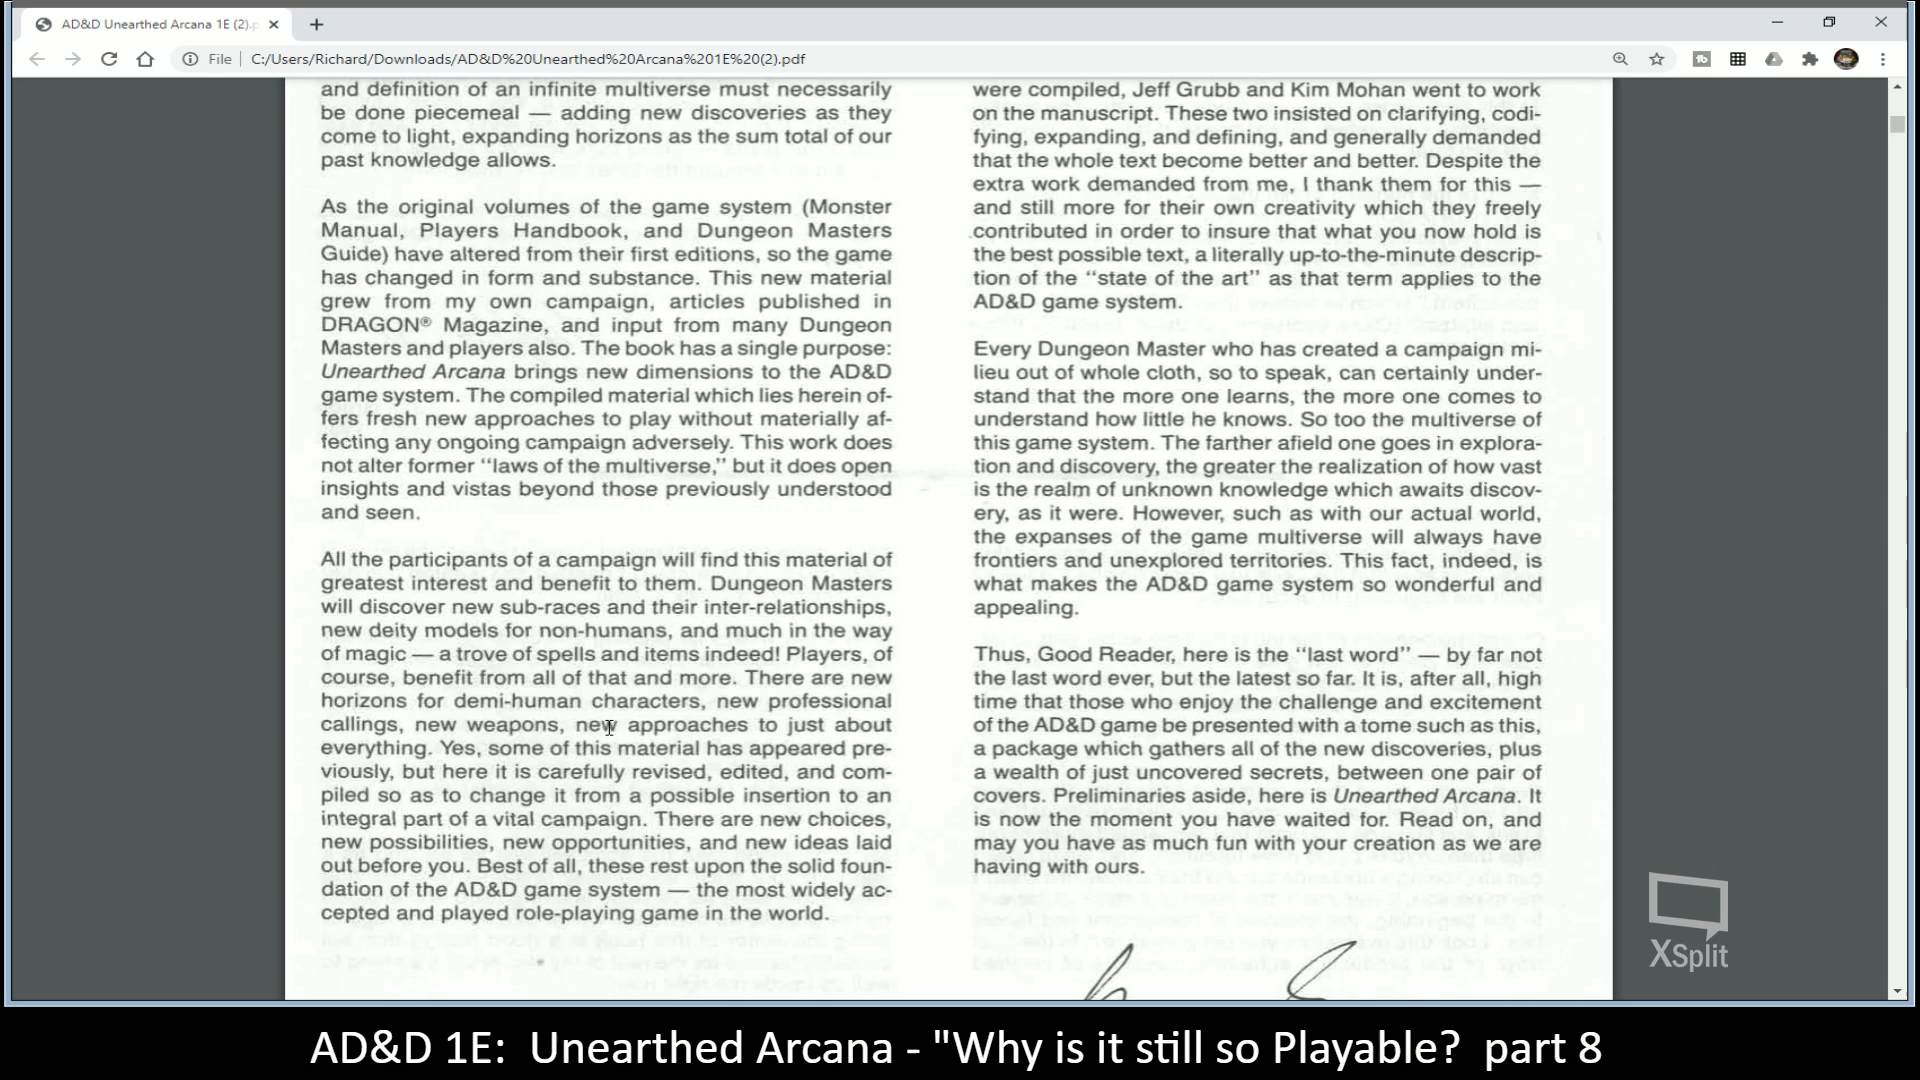 AD&D Unearthed Arcana 1E (2).p
File
C:/Users/Richard/Downloads/AD&D%20Unearthed%20Arcana%201E%20(2).pdf
and definition of an infinite multiverse must necessarily
be done piecemeal — adding new discoveries as they
come to light, expanding horizons as the sum total of our
past knowledge allows.
As the original volumes of the game system (Monster
Manual, Players Handbook, and Dungeon Masters
Guide) have altered from their first editions, so the game
has changed in form and substance. This new material
grew from my own campaign, articles published in
DRAGON® Magazine, and input from many Dungeon
Masters and players also. The book has a single purpose:
Unearthed Arcana brings new dimensions to the AD&D
game system. The compiled material which lies herein of-
fers fresh new approaches to play without materially af-
fecting any ongoing campaign adversely. This work does
not alter former “laws of the multiverse,” but it does open
insights and vistas beyond those previously understood
and seen.
All the participants of a campaign will find this material of
greatest interest and benefit to them. Dungeon Masters
will discover new sub-races and their inter-relationships,
new deity models for non-humans, and much in the way
of magic — a trove of spells and items indeed! Players, of
course, benefit from all of that and more. There are new
horizons for demi-human characters, new professional
callings, new weapons, new approaches to just about
everything. Yes, some of this material has appeared pre-
viously, but here it is carefully revised, edited, and com-
piled so as to change it from a possible insertion to an
integral part of a vital campaign. There are new choices,
new possibilities, new opportunities, and new ideas laid
out before you. Best of all, these rest upon the solid foun-
dation of the AD&D game system — the most widely ac-
cepted and played role-playing game in the world.
were compiled, Jeff Grubb and Kim Mohan went to work
on the manuscript. These two insisted on clarifying, codi-
fying, expanding, and defining, and generally demanded
that the whole text become better and better. Despite the
extra work demanded from me, I thank them for this —
and still more for their own creativity which they freely
contributed in order to insure that what you now hold is
the best possible text, a literally up-to-the-minute descrip-
tion of the “state of the art” as that term applies to the
AD&D game system.
Every Dungeon Master who has created a campaign mi-
lieu out of whole cloth, so to speak, can certainly under-
stand that the more one learns, the more one comes to
understand how little he knows. So too the multiverse of
this game system. The farther afield one goes in explora-
tion and discovery, the greater the realization of how vast
is the realm of unknown knowledge which awaits discov-
ery, as it were. However, such as with our actual world,
the expanses of the game multiverse will always have
frontiers and unexplored territories. This fact, indeed, is
what makes the AD&D game system so wonderful and
appealing.
Thus, Good Reader, here is the “last word” — by far not
the last word ever, but the latest so far. It is, after all, high
time that those who enjoy the challenge and excitement
of the AD&D game be presented with a tome such as this,
a package which gathers all of the new discoveries, plus
a wealth of just uncovered secrets, between one pair of
covers. Preliminaries aside, here is Unearthed Arcana. It
is now the moment you have waited for. Read on, and
may you have as much fun with your creation as we are
having with ours.
XSplit
AD&D 1E:  Unearthed Arcana - "Why is it still so Playable?  part 8